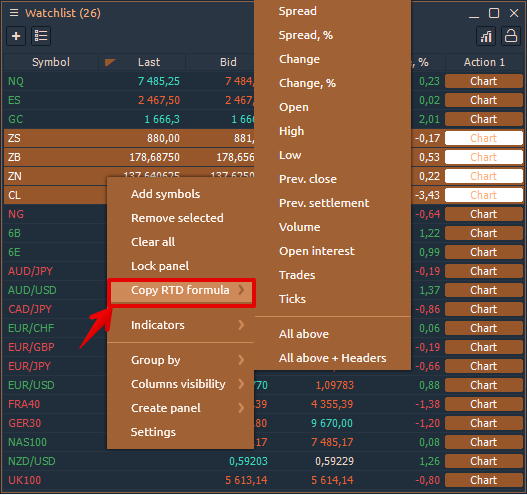 Watchlist (26)
Symbol Last Bid , % Action 1
NQ 7 485,25 7 484, 0,23 Chart
ES 2 467,50 2 467, 0,02 Chart
GC 1 666,3 1 666, 2,01 Chart
ZS 880,00 881, -0,17 Chart
ZB 178,68750 178,656 0,53 Chart
ZN 137,640625 137,6250 0,22 Chart
CL -3,43 Chart
NG -0,64 Chart
6B 1,22 Chart
6E 0,99 Chart
AUD/JPY -0,19 Chart
AUD/USD 1,37 Chart
CAD/JPY -0,86 Chart
EUR/CHF 0,06 Chart
EUR/GBP -0,19 Chart
EUR/JPY -0,66 Chart
EUR/USD 770 1,09783 0,88 Chart
FRA40 4,39 4 355,39 -1,38 Chart
GER30 9,00 9 670,00 -1,20 Chart
NAS100 5,17 7 485,17 0,08 Chart
NZD/USD 0,59203 0,59229 1,26 Chart
UK100 5 613,14 5 614,14 -0,80 Chart
Add symbols
Remove selected
Clear all
Lock panel
Copy RTD formula
Indicators
Group by
Columns visibility
Create panel
Settings
Spread
Spread, %
Change
Change, %
Open
High
Low
Prev. close
Prev. settlement
Volume
Open interest
Trades
Ticks
All above
All above + Headers